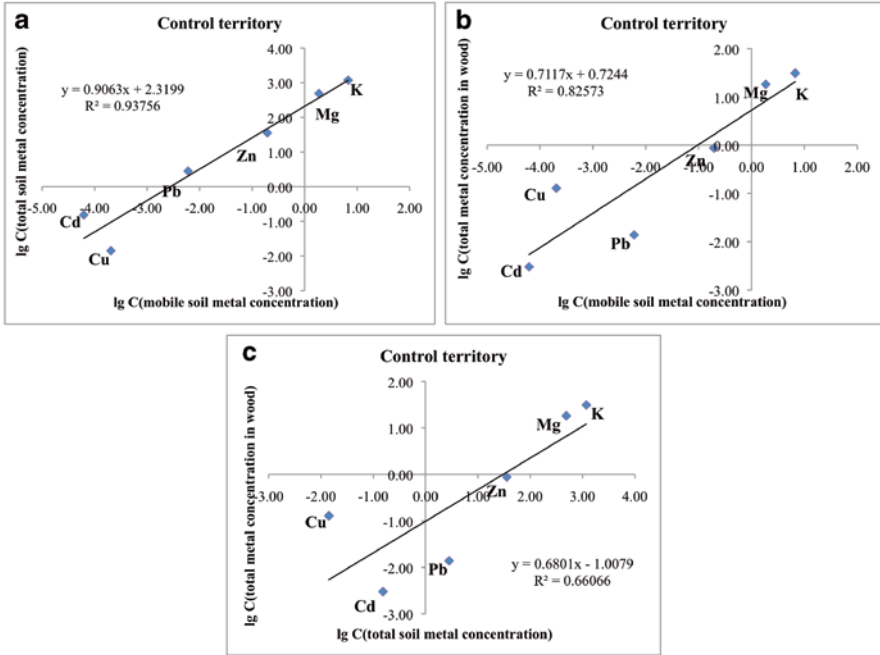 a
Control territory
lg C(total soil metal concentration)
y = 0.9063x + 2.3199
R² = 0.93756
4.00
3.00
2.00
1.00
0.00
-1.00
-2.00
-3.00
-5.00 -4.00 -3.00 -2.00 -1.00 0.00 1.00 2.00
K
Mg
Zn
Pb
Cd
Cu
lg C(mobile soil metal concentration)
b
Control territory
lg C(total metal concentration in wood)
y = 0.7117x + 0.7244
R² = 0.82573
2.00
1.00
0.00
-1.00
-2.00
-3.00
-5.00 -4.00 -3.00 -2.00 -1.00 0.00 1.00 2.00
Mg
K
Zn
Cu
Pb
Cd
lg C(mobile soil metal concentration)
c
Control territory
lg C(total metal concentration in wood)
2.00
1.00
0.00
-1.00
-2.00
-3.00
3.00 -2.00 -1.00 0.00 1.00 2.00 3.00 4.00
Mg
K
Zn
Cu
Pb
Cd
y = 0.6801x - 1.0079
R² = 0.66066
lg C(total soil metal concentration)